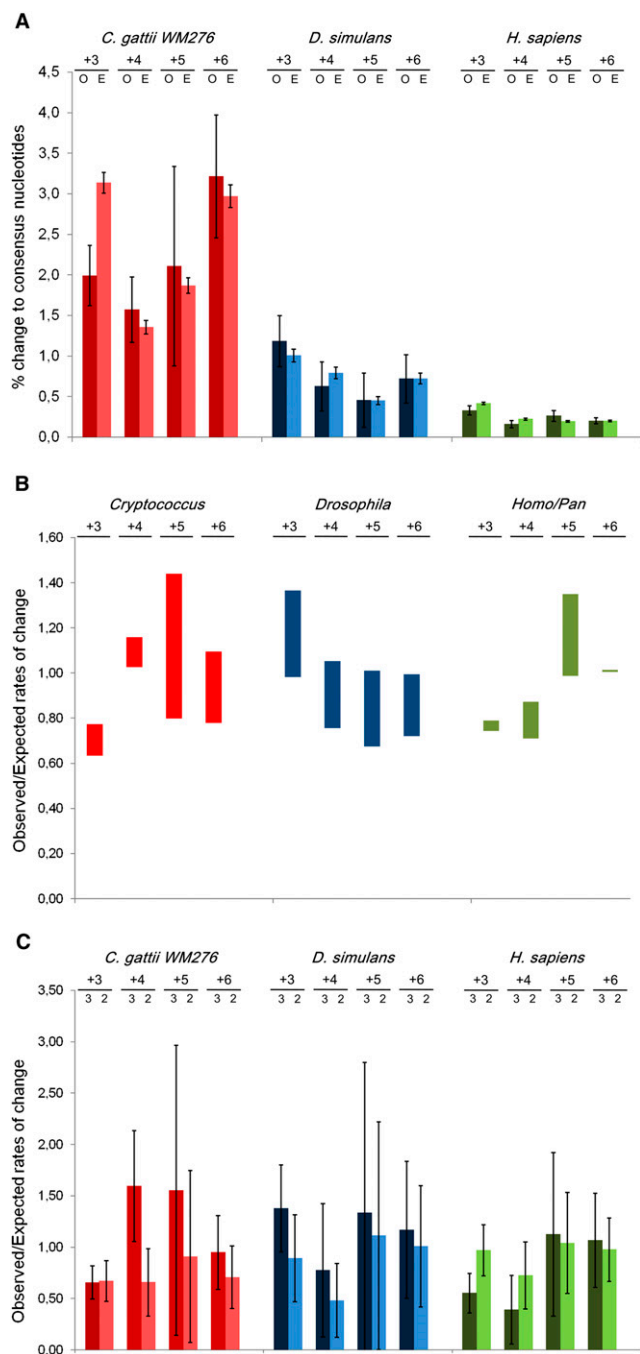 A
C. gattii WM276 D. simulans H. sapiens
+3 +4 +5 +6 +3 +4 +5 +6 +3 +4 +5 +6
O E O E O E O E O E O E O E O E O E O E O E O E
4,5
4,0
3,5
3,0
2,5
2,0
1,5
1,0
0,5
0,0
% change to consensus nucleotides
B
Cryptococcus Drosophila Homo/Pan
+3 +4 +5 +6 +3 +4 +5 +6 +3 +4 +5 +6
1,60
1,40
1,20
1,00
0,80
0,60
0,40
0,20
0,00
Observed/Expected rates of change
C
C. gattii WM276 D. simulans H. sapiens
+3 +4 +5 +6 +3 +4 +5 +6 +3 +4 +5 +6
3 2 3 2 3 2 3 2 3 2 3 2 3 2 3 2 3 2 3 2 3 2 3 2
3,50
3,00
2,50
2,00
1,50
1,00
0,50
0,00
Observed/Expected rates of change